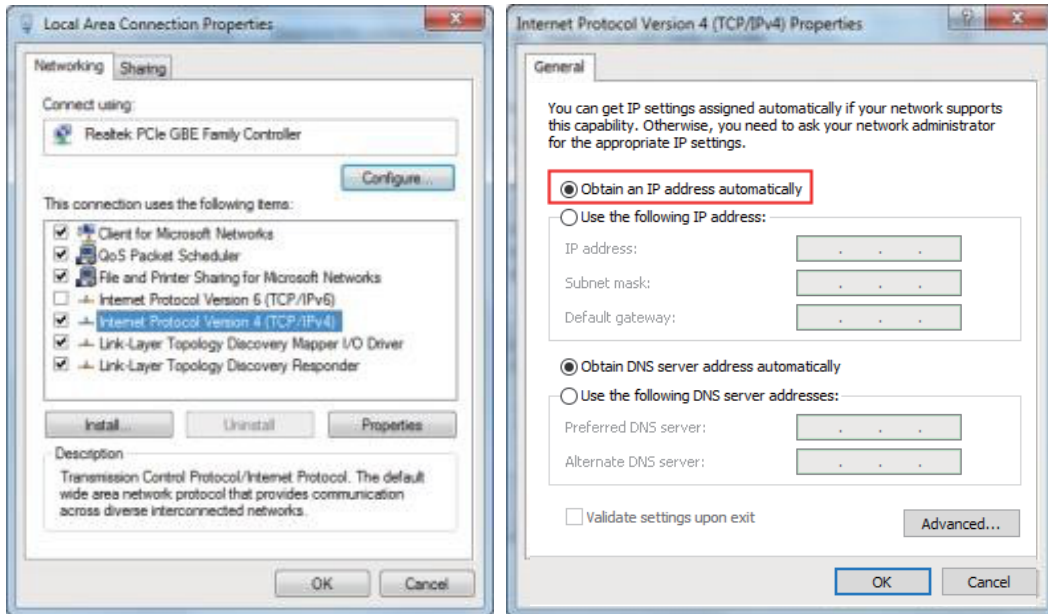 Local Area Connection Properties
Networking
Sharing
Connect using:
Realtek PCIe GBE Family Controller
Configure...
This connection uses the following items:
Client for Microsoft Networks
QoS Packet Scheduler
File and Printer Sharing for Microsoft Networks
Internet Protocol Version 6 (TCP/IPv6)
Internet Protocol Version 4 (TCP/IPv4)
Link-Layer Topology Discovery Mapper I/O Driver
Link-Layer Topology Discovery Responder
Install...
Uninstall
Properties
Description
Transmission Control Protocol/Internet Protocol. The default
wide area network protocol that provides communication
across diverse interconnected networks.
OK
Cancel
Internet Protocol Version 4 (TCP/IPv4) Properties
General
You can get IP settings assigned automatically if your network supports
this capability. Otherwise, you need to ask your network administrator
for the appropriate IP settings.
Obtain an IP address automatically
Use the following IP address:
IP address:
Subnet mask:
Default gateway:
Obtain DNS server address automatically
Use the following DNS server addresses:
Preferred DNS server:
Alternate DNS server:
Validate settings upon exit
Advanced...
OK
Cancel